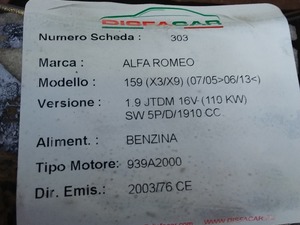 DISFACAR
Numero Scheda : 303
Marca : ALFA ROMEO
Modello : 159 (X3/X9) (07/05>06/13<)
Versione : 1.9 JTDM 16V (110 KW)
SW 5P/D/1910 CC
Aliment. : BENZINA
Tipo Motore: 939A2000
Dir. Emis.: 2003/76 CE